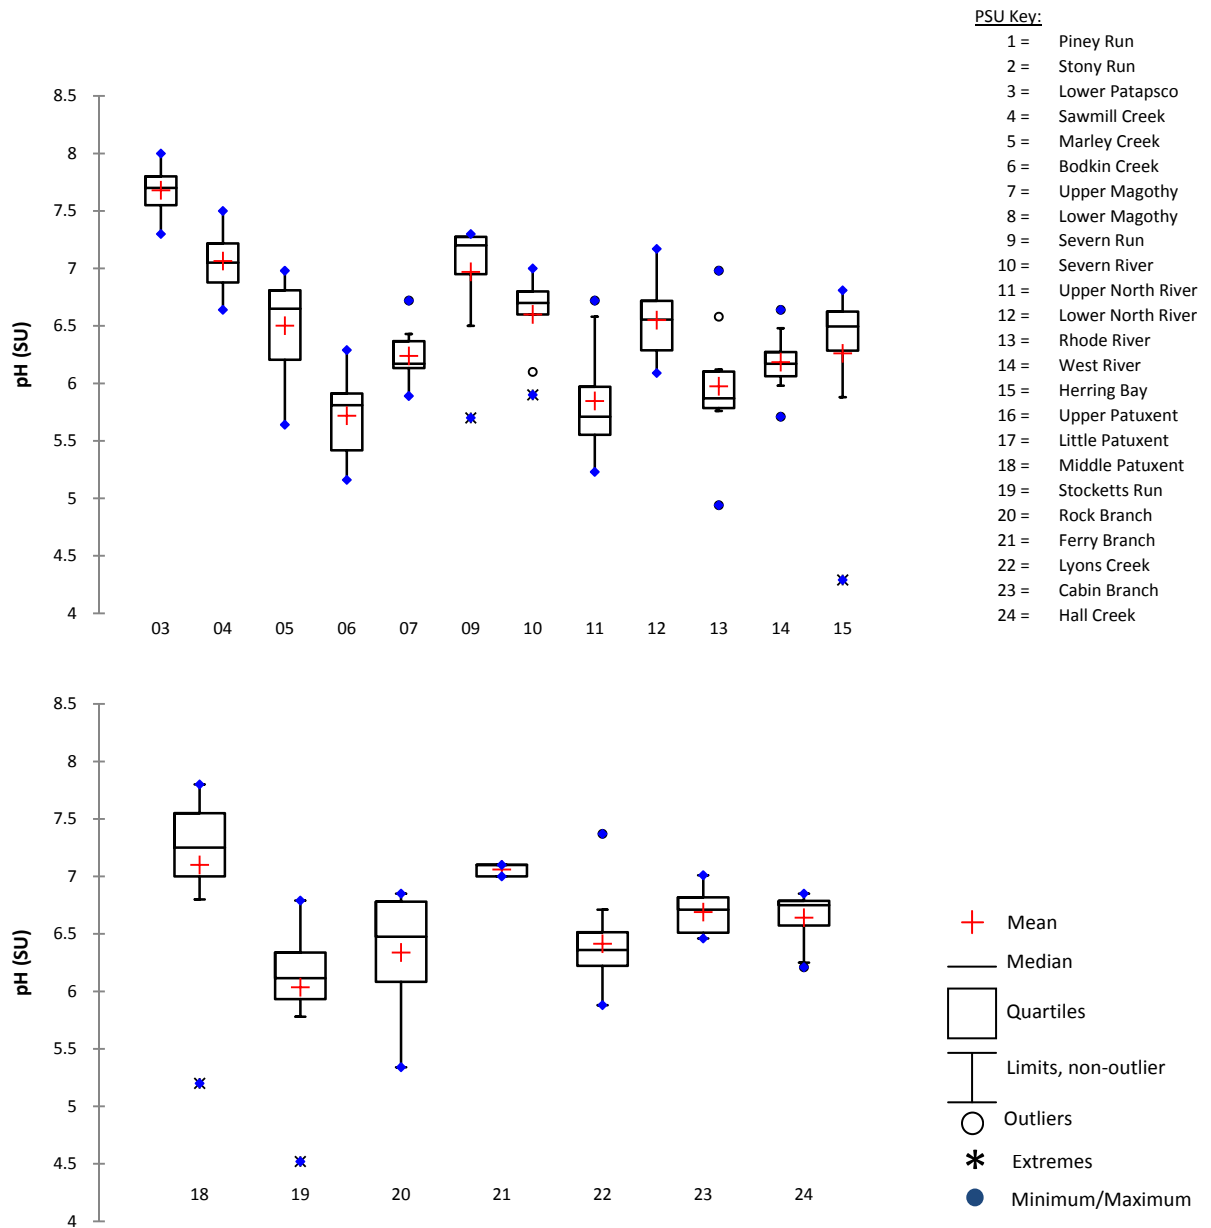 PSU Key:
1 = Piney Run
2 = Stony Run
3 = Lower Patapsco
4 = Sawmill Creek
5 = Marley Creek
6 = Bodkin Creek
7 = Upper Magothy
8 = Lower Magothy
9 = Severn Run
10 = Severn River
11 = Upper North River
12 = Lower North River
13 = Rhode River
14 = West River
15 = Herring Bay
16 = Upper Patuxent
17 = Little Patuxent
18 = Middle Patuxent
19 = Stocketts Run
20 = Rock Branch
21 = Ferry Branch
22 = Lyons Creek
23 = Cabin Branch
24 = Hall Creek
pH (SU)
8.5
8
7.5
7
6.5
6
5.5
5
4.5
4
03 04 05 06 07 09 10 11 12 13 14 15
pH (SU)
8.5
8
7.5
7
6.5
6
5.5
5
4.5
4
18 19 20 21 22 23 24
Mean
Median
Quartiles
Limits, non-outlier
Outliers
Extremes
Minimum/Maximum